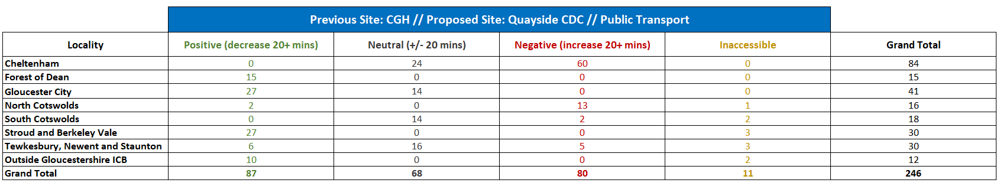 Previous Site: CGH // Proposed Site: Quayside CDC // Public Transport
Locality Positive (decrease 20+ mins) Neutral (+/- 20 mins) Negative (increase 20+ mins) Inaccessible Grand Total
Cheltenham 0 24 60 0 84
Forest of Dean 15 0 0 0 15
Gloucester City 27 14 0 0 41
North Cotswolds 2 0 13 1 16
South Cotswolds 0 14 2 2 18
Stroud and Berkeley Vale 27 0 0 3 30
Tewkesbury, Newent and Staunton 6 16 5 3 30
Outside Gloucestershire ICB 10 0 0 2 12
Grand Total 87 68 80 11 246